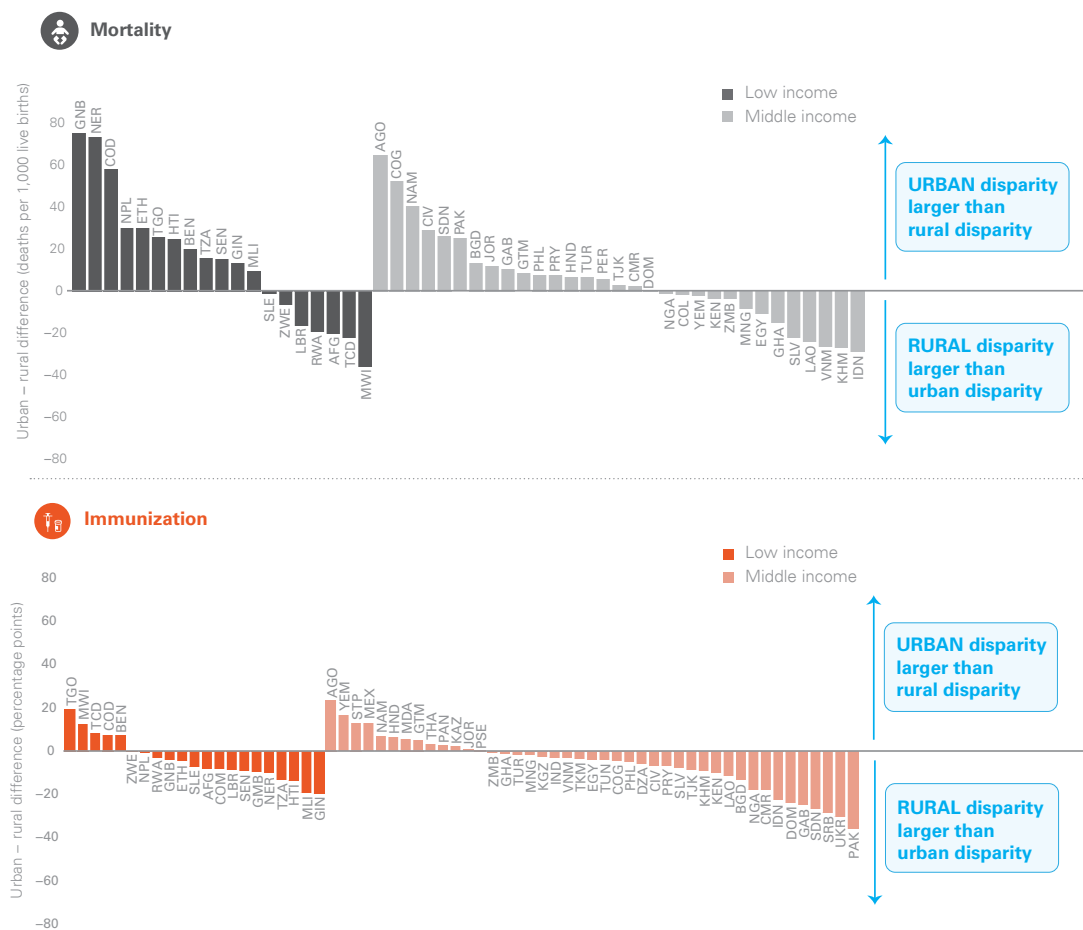 Mortality
Urban – rural difference (deaths per 1,000 live births)
Low income
Middle income
80
60
40
20
0
–20
–40
–60
–80
GNB NER COD NPL ETH TGO HTI BEN TZA SEN GIN MLI SLE ZWE LBR RWA AFG TCD MWI
AGO COG NAM CIV SDN PAK BGD JOR GAB GTM PHL PRY HND TUR PER TJK CMR DOM NGA COL YEM KEN ZMB MNG EGY GHA SLV LAO VNM KHM IDN
URBAN disparity
larger than
rural disparity
RURAL disparity
larger than
urban disparity
Immunization
Urban – rural difference (percentage points)
Low income
Middle income
80
60
40
20
0
–20
–40
–60
–80
TGO MWI TCD COD BEN ZWE NPL RWA GNB ETH SLE AFG COM LBR SEN GMB NER TZA HTI MLI GIN
AGO YEM STP MEX NAM HND MDA GTM THA PAN KAZ JOR PSE ZMB GHA TUR MNG KGZ IND VNM TKM EGY TUN COG PHL DZA CIV PRY SLV TJK KHM KEN LAO BGD NGA CMR IDN DOM GAB SDN SRB UKR PAK
URBAN disparity
larger than
rural disparity
RURAL disparity
larger than
urban disparity